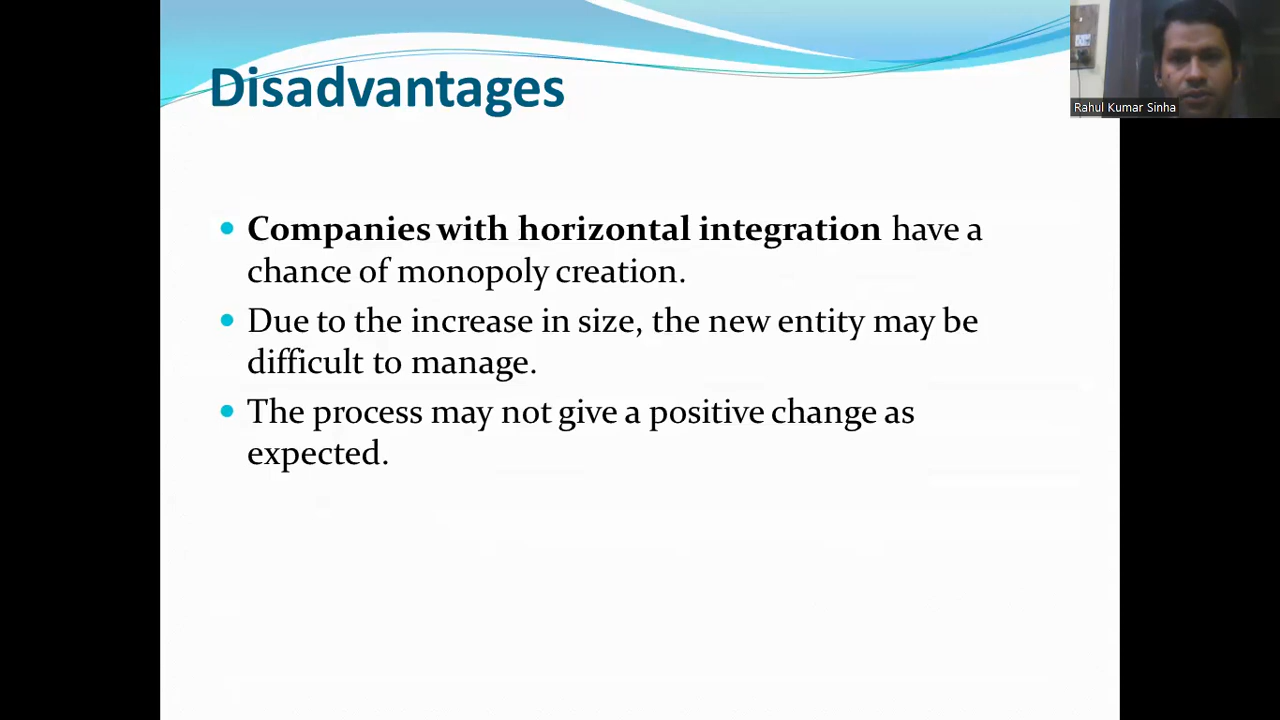 Disadvantages
Rahul Kumar Sinha
Companies with horizontal integration have a
chance of monopoly creation.
Due to the increase in size, the new entity may be
difficult to manage.
The process may not give a positive change as
expected.